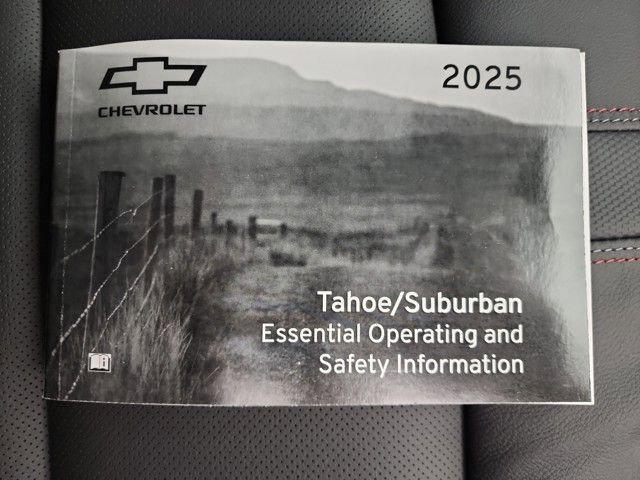 CHEVROLET
2025
Tahoe/Suburban
Essential Operating and
Safety Information